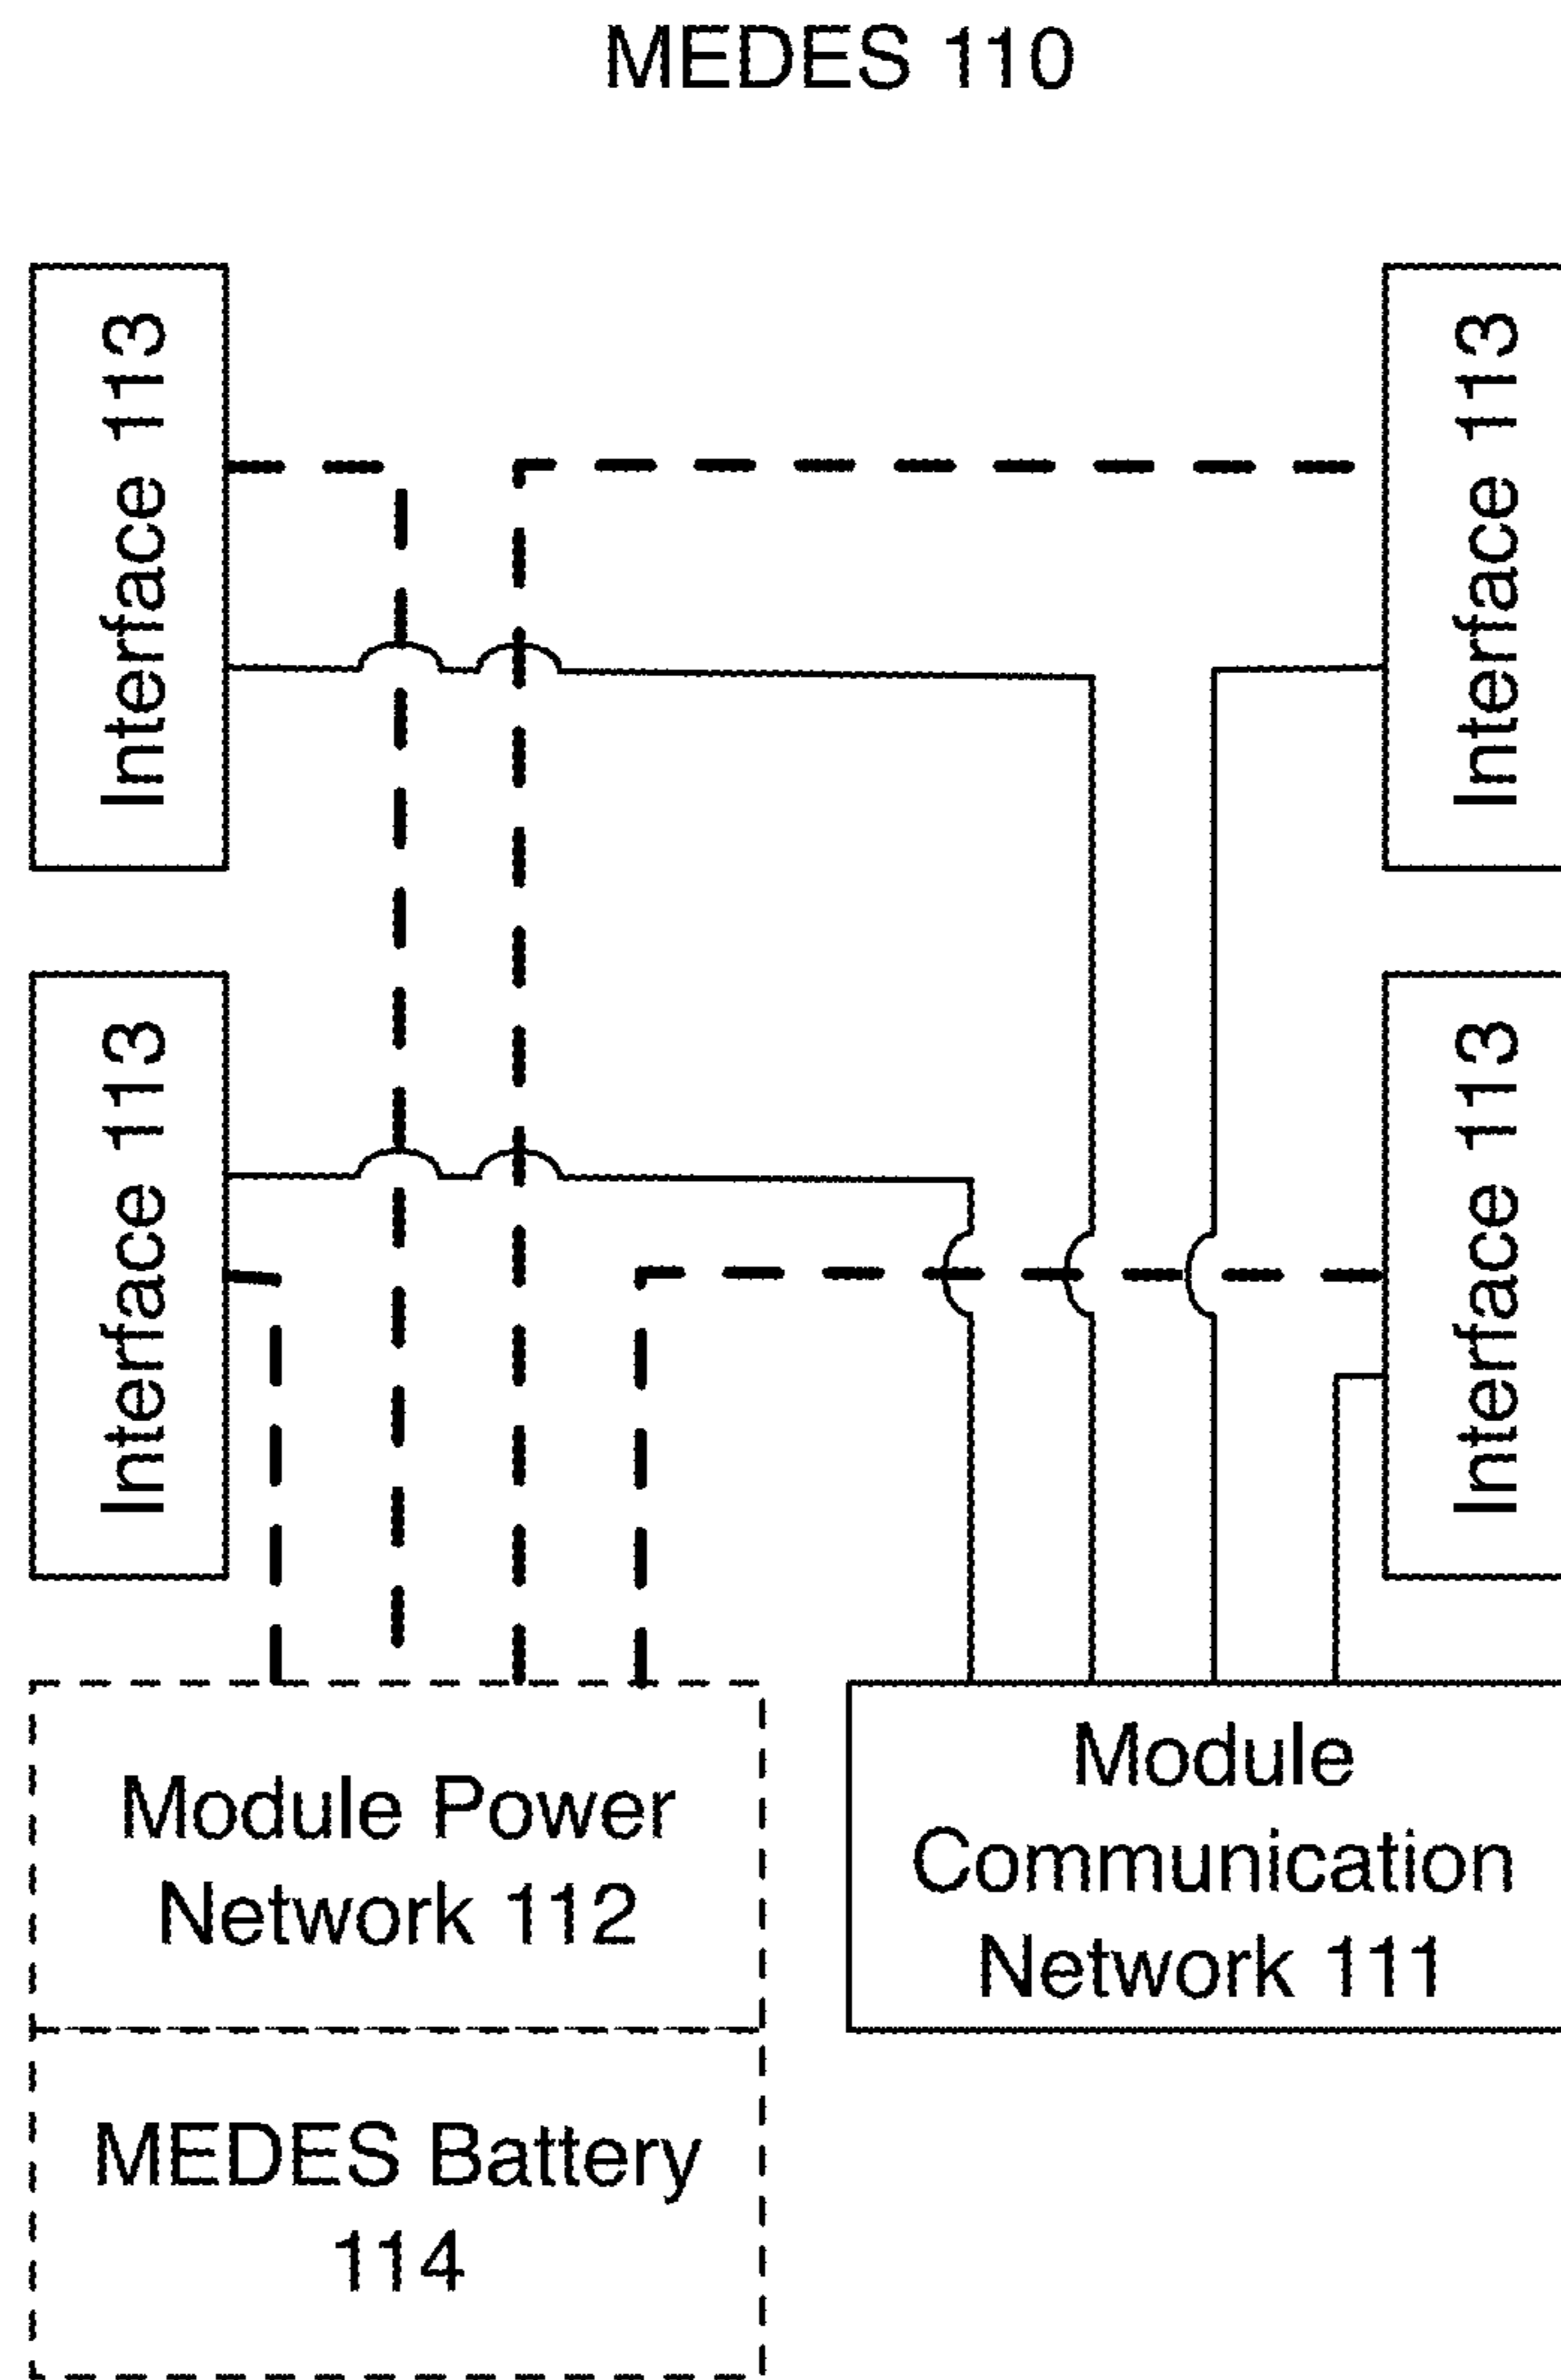 MEDES 110
Interface 113
Interface 113
Interface 113
Interface 113
Module Power
Network 112
Module
Communication
Network 111
MEDES Battery
114